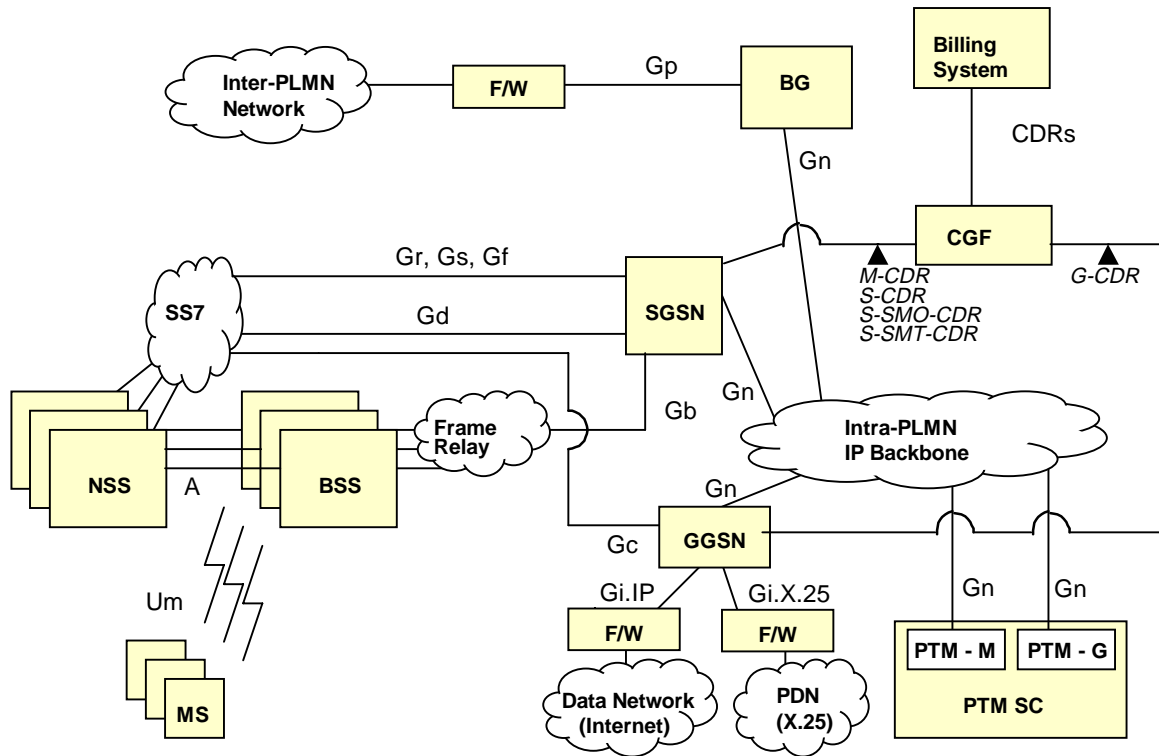 Inter-PLMN
Network
F/W
Gp
BG
Billing
System
CDRs
Gn
CGF
Gr, Gs, Gf
SS7
Gd
SGSN
M-CDR
S-CDR
S-SMO-CDR
S-SMT-CDR
G-CDR
Gn
Gb
Frame
Relay
Intra-PLMN
IP Backbone
NSS
A
BSS
Gn
Gc
GGSN
Um
Gi.IP
Gi.X.25
Gn
Gn
F/W
F/W
PTM - M
PTM - G
MS
Data Network
(Internet)
PDN
(X.25)
PTM SC